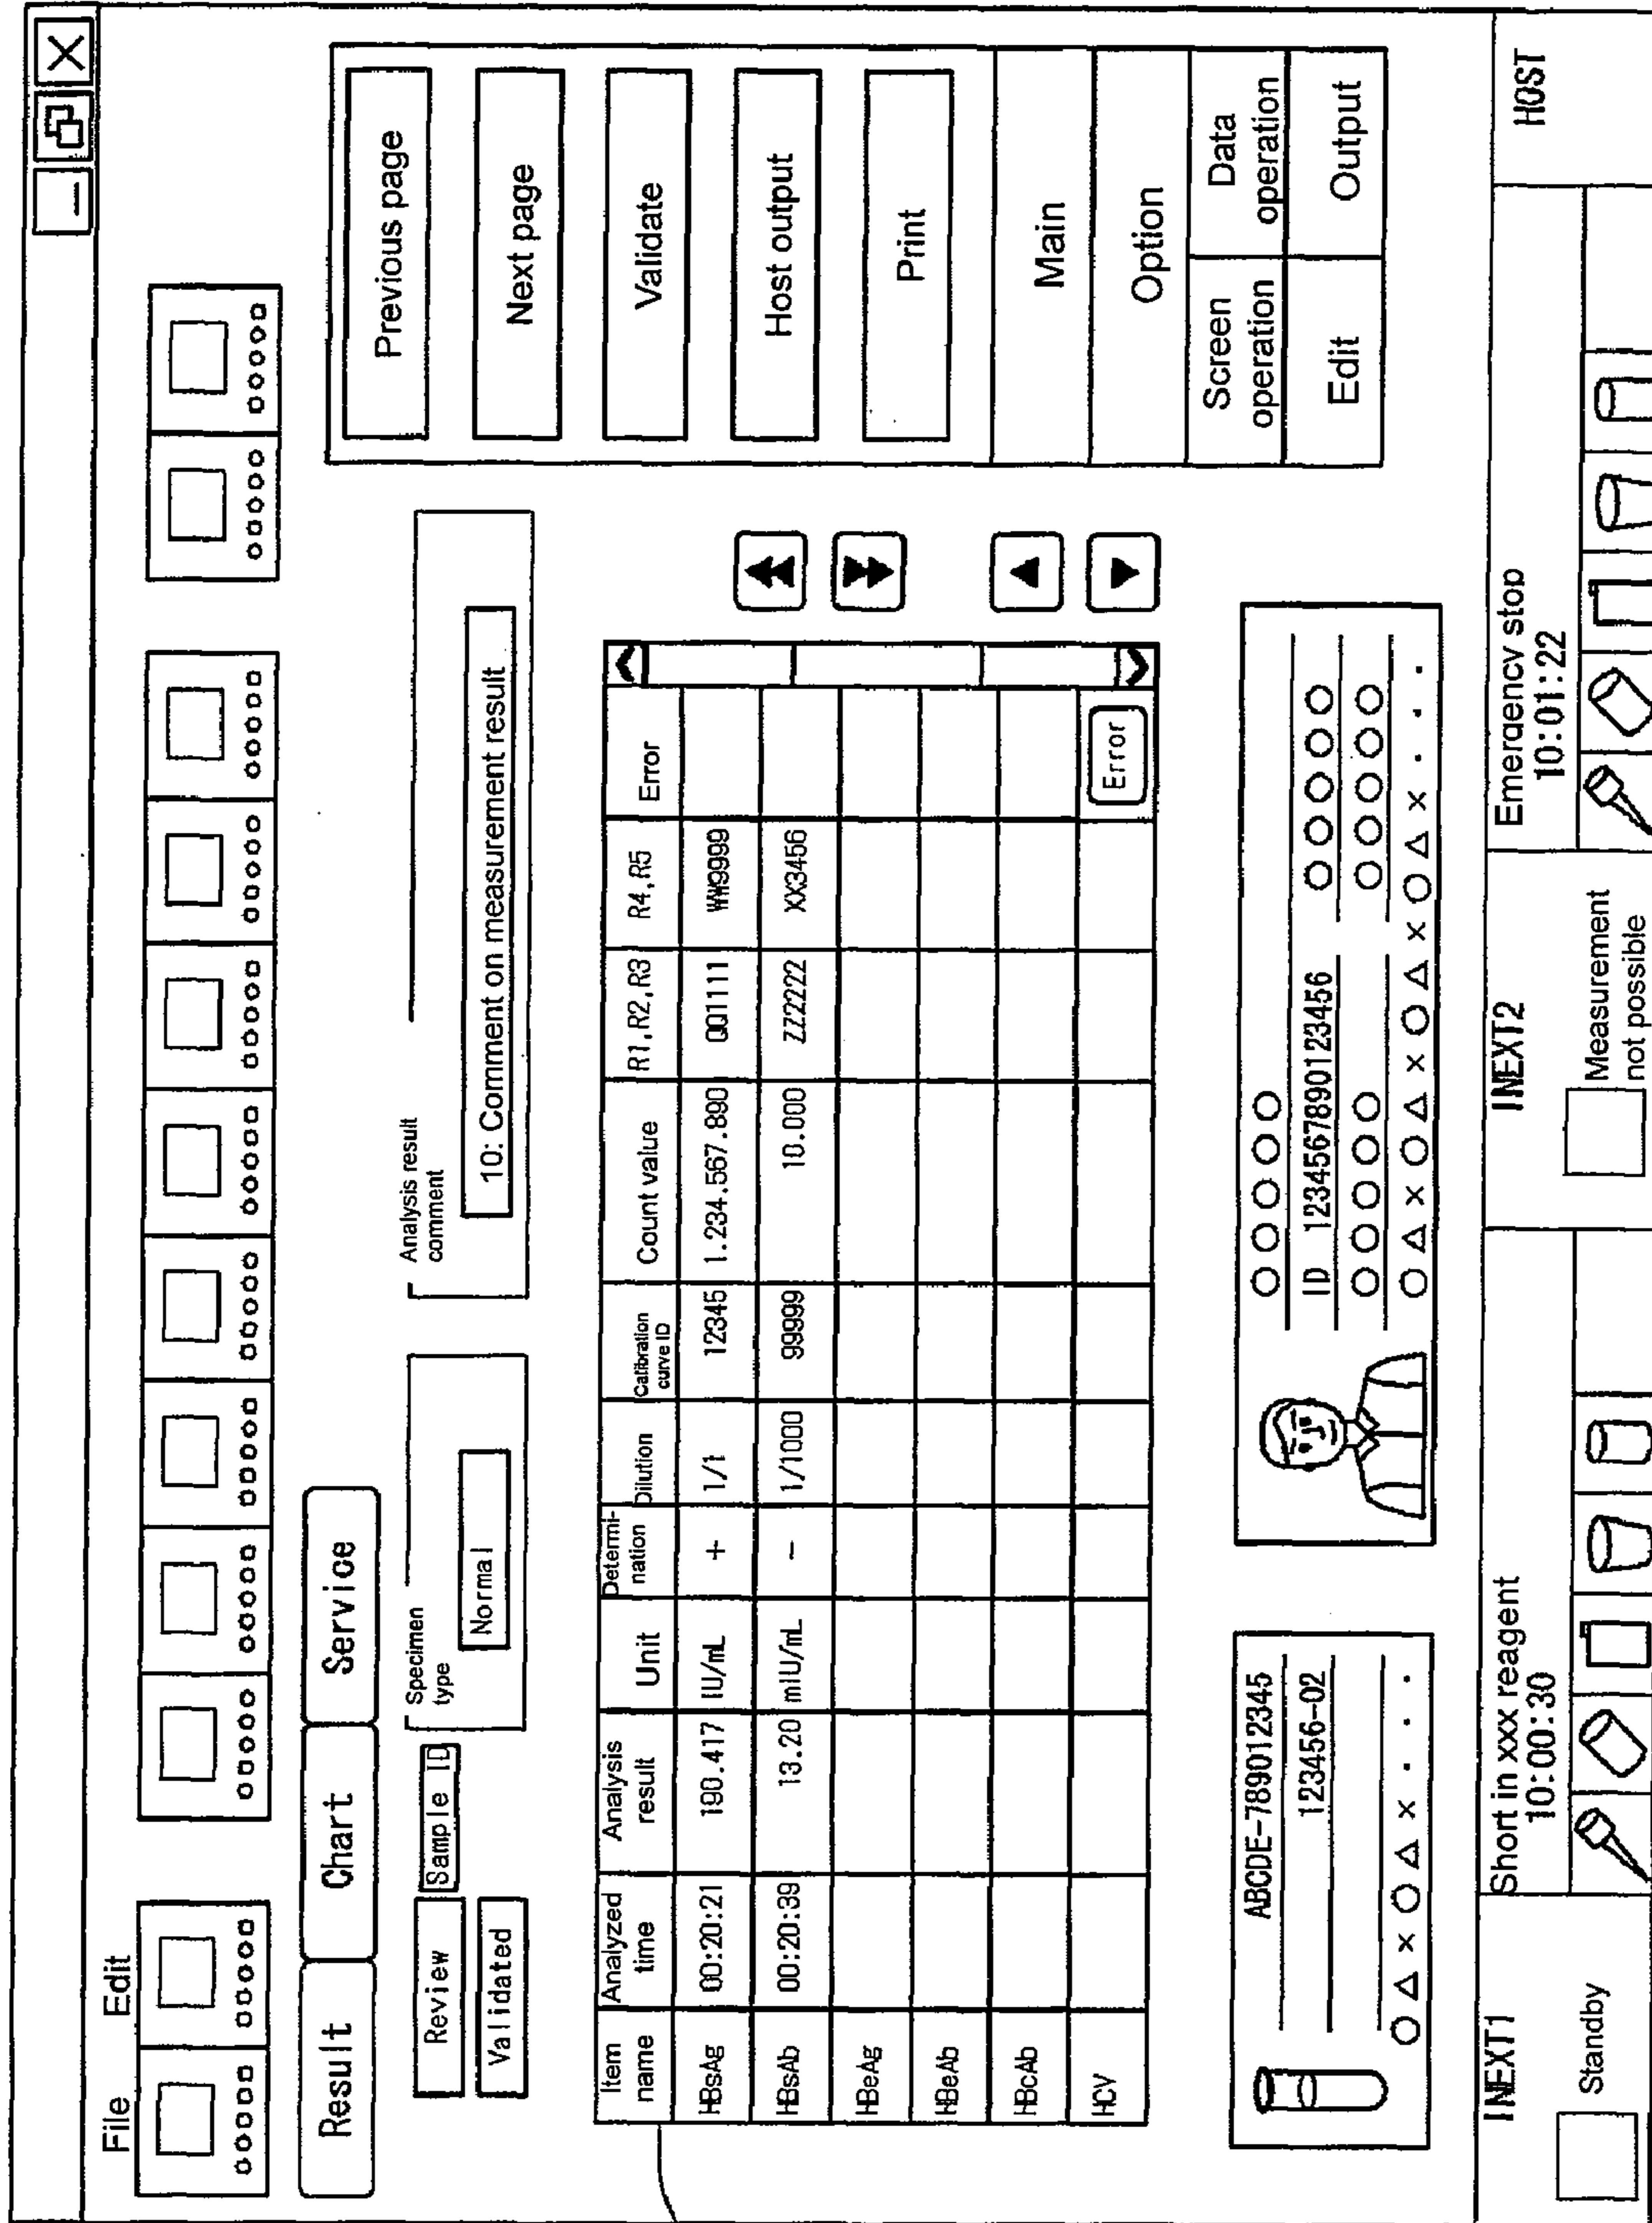 File Edit
Result Chart Service
Review
Validated
Sample ID
Specimen
type
Normal
Analysis result
comment
10: Comment on measurement result
Previous page
Next page
Validate
Host output
Print
Main
Option
Screen
operation
Data
operation
Edit Output
Item
name
Analyzed
time
Analysis
result
Unit
Determi-
nation
Dilution
Calibration
curve ID
Count value
R1,R2,R3
R4,R5
Error
HBsAg 00:20:21 190.417 IU/mL + 1/1 12345 1.234.567.890 QQ1111 WW9999
HBsAb 00:20:39 13.20 mIU/mL - 1/1000 99999 10.000 ZZ2222 XX3456
HBeAg
HBeAb
HBcAb
HCV Error
ABCDE-789012345
123456-02
○△×○△×・・・
○○○○○
ID 1234567890123456 ○○○○○
○○○○○ ○○○○○
○△×○△×○△×○△×・・・
INEXT1
Standby
Short in xxx reagent
10:00:30
INEXT2
Measurement
not possible
Emergency stop
10:01:22
HOST